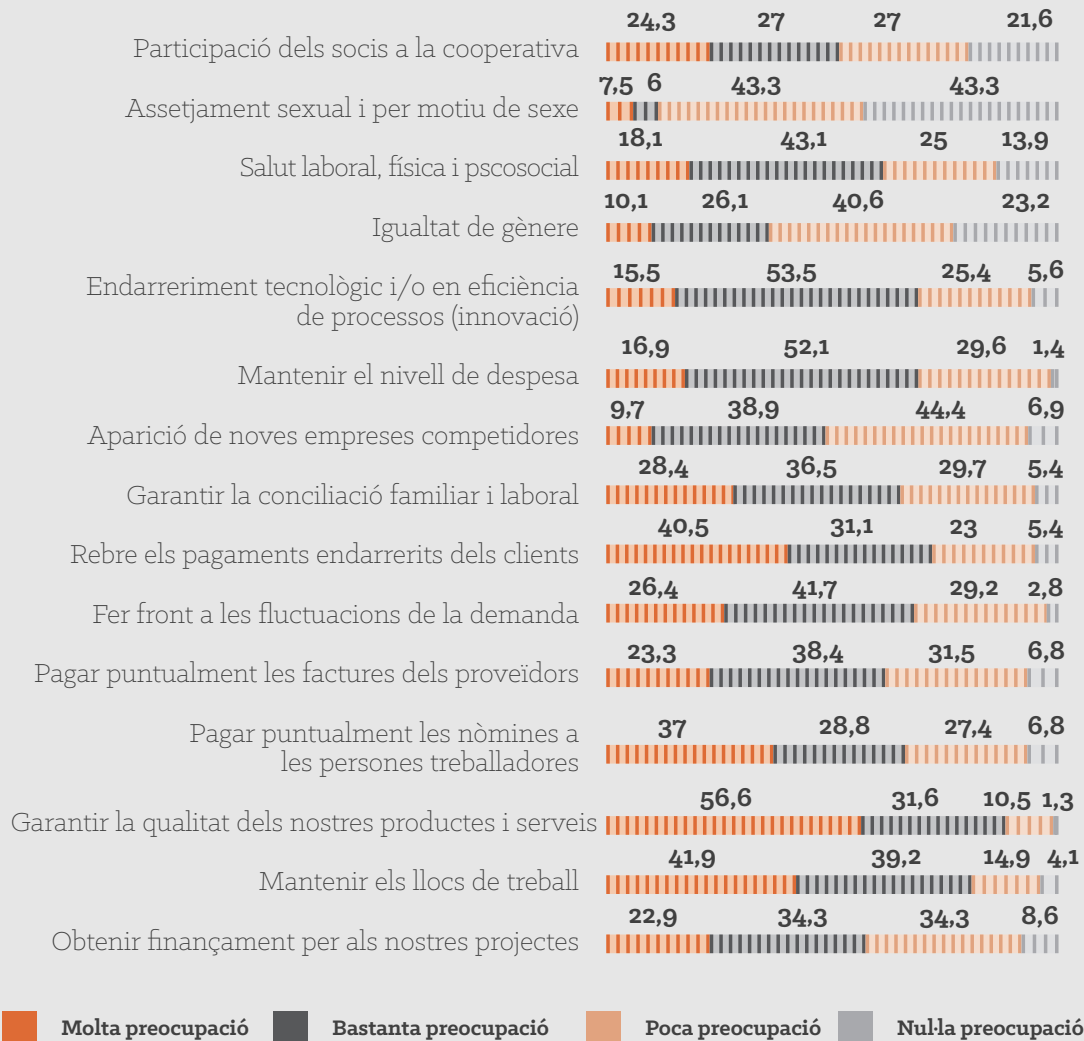 24,3 27 27 21,6
Participació dels socis a la cooperativa
7,5 6 43,3 43,3
Assetjament sexual i per motiu de sexe
18,1 43,1 25 13,9
Salut laboral, física i pscosocial
10,1 26,1 40,6 23,2
Igualtat de gènere
15,5 53,5 25,4 5,6
Endarreriment tecnològic i/o en eficiència
de processos (innovació)
16,9 52,1 29,6 1,4
Mantenir el nivell de despesa
9,7 38,9 44,4 6,9
Aparició de noves empreses competidores
28,4 36,5 29,7 5,4
Garantir la conciliació familiar i laboral
40,5 31,1 23 5,4
Rebre els pagaments endarrerits dels clients
26,4 41,7 29,2 2,8
Fer front a les fluctuacions de la demanda
23,3 38,4 31,5 6,8
Pagar puntualment les factures dels proveïdors
37 28,8 27,4 6,8
Pagar puntualment les nòmines a
les persones treballadores
56,6 31,6 10,5 1,3
Garantir la qualitat dels nostres productes i serveis
41,9 39,2 14,9 4,1
Mantenir els llocs de treball
22,9 34,3 34,3 8,6
Obtenir finançament per als nostres projectes
Molta preocupació Bastanta preocupació Poca preocupació Nul·la preocupació